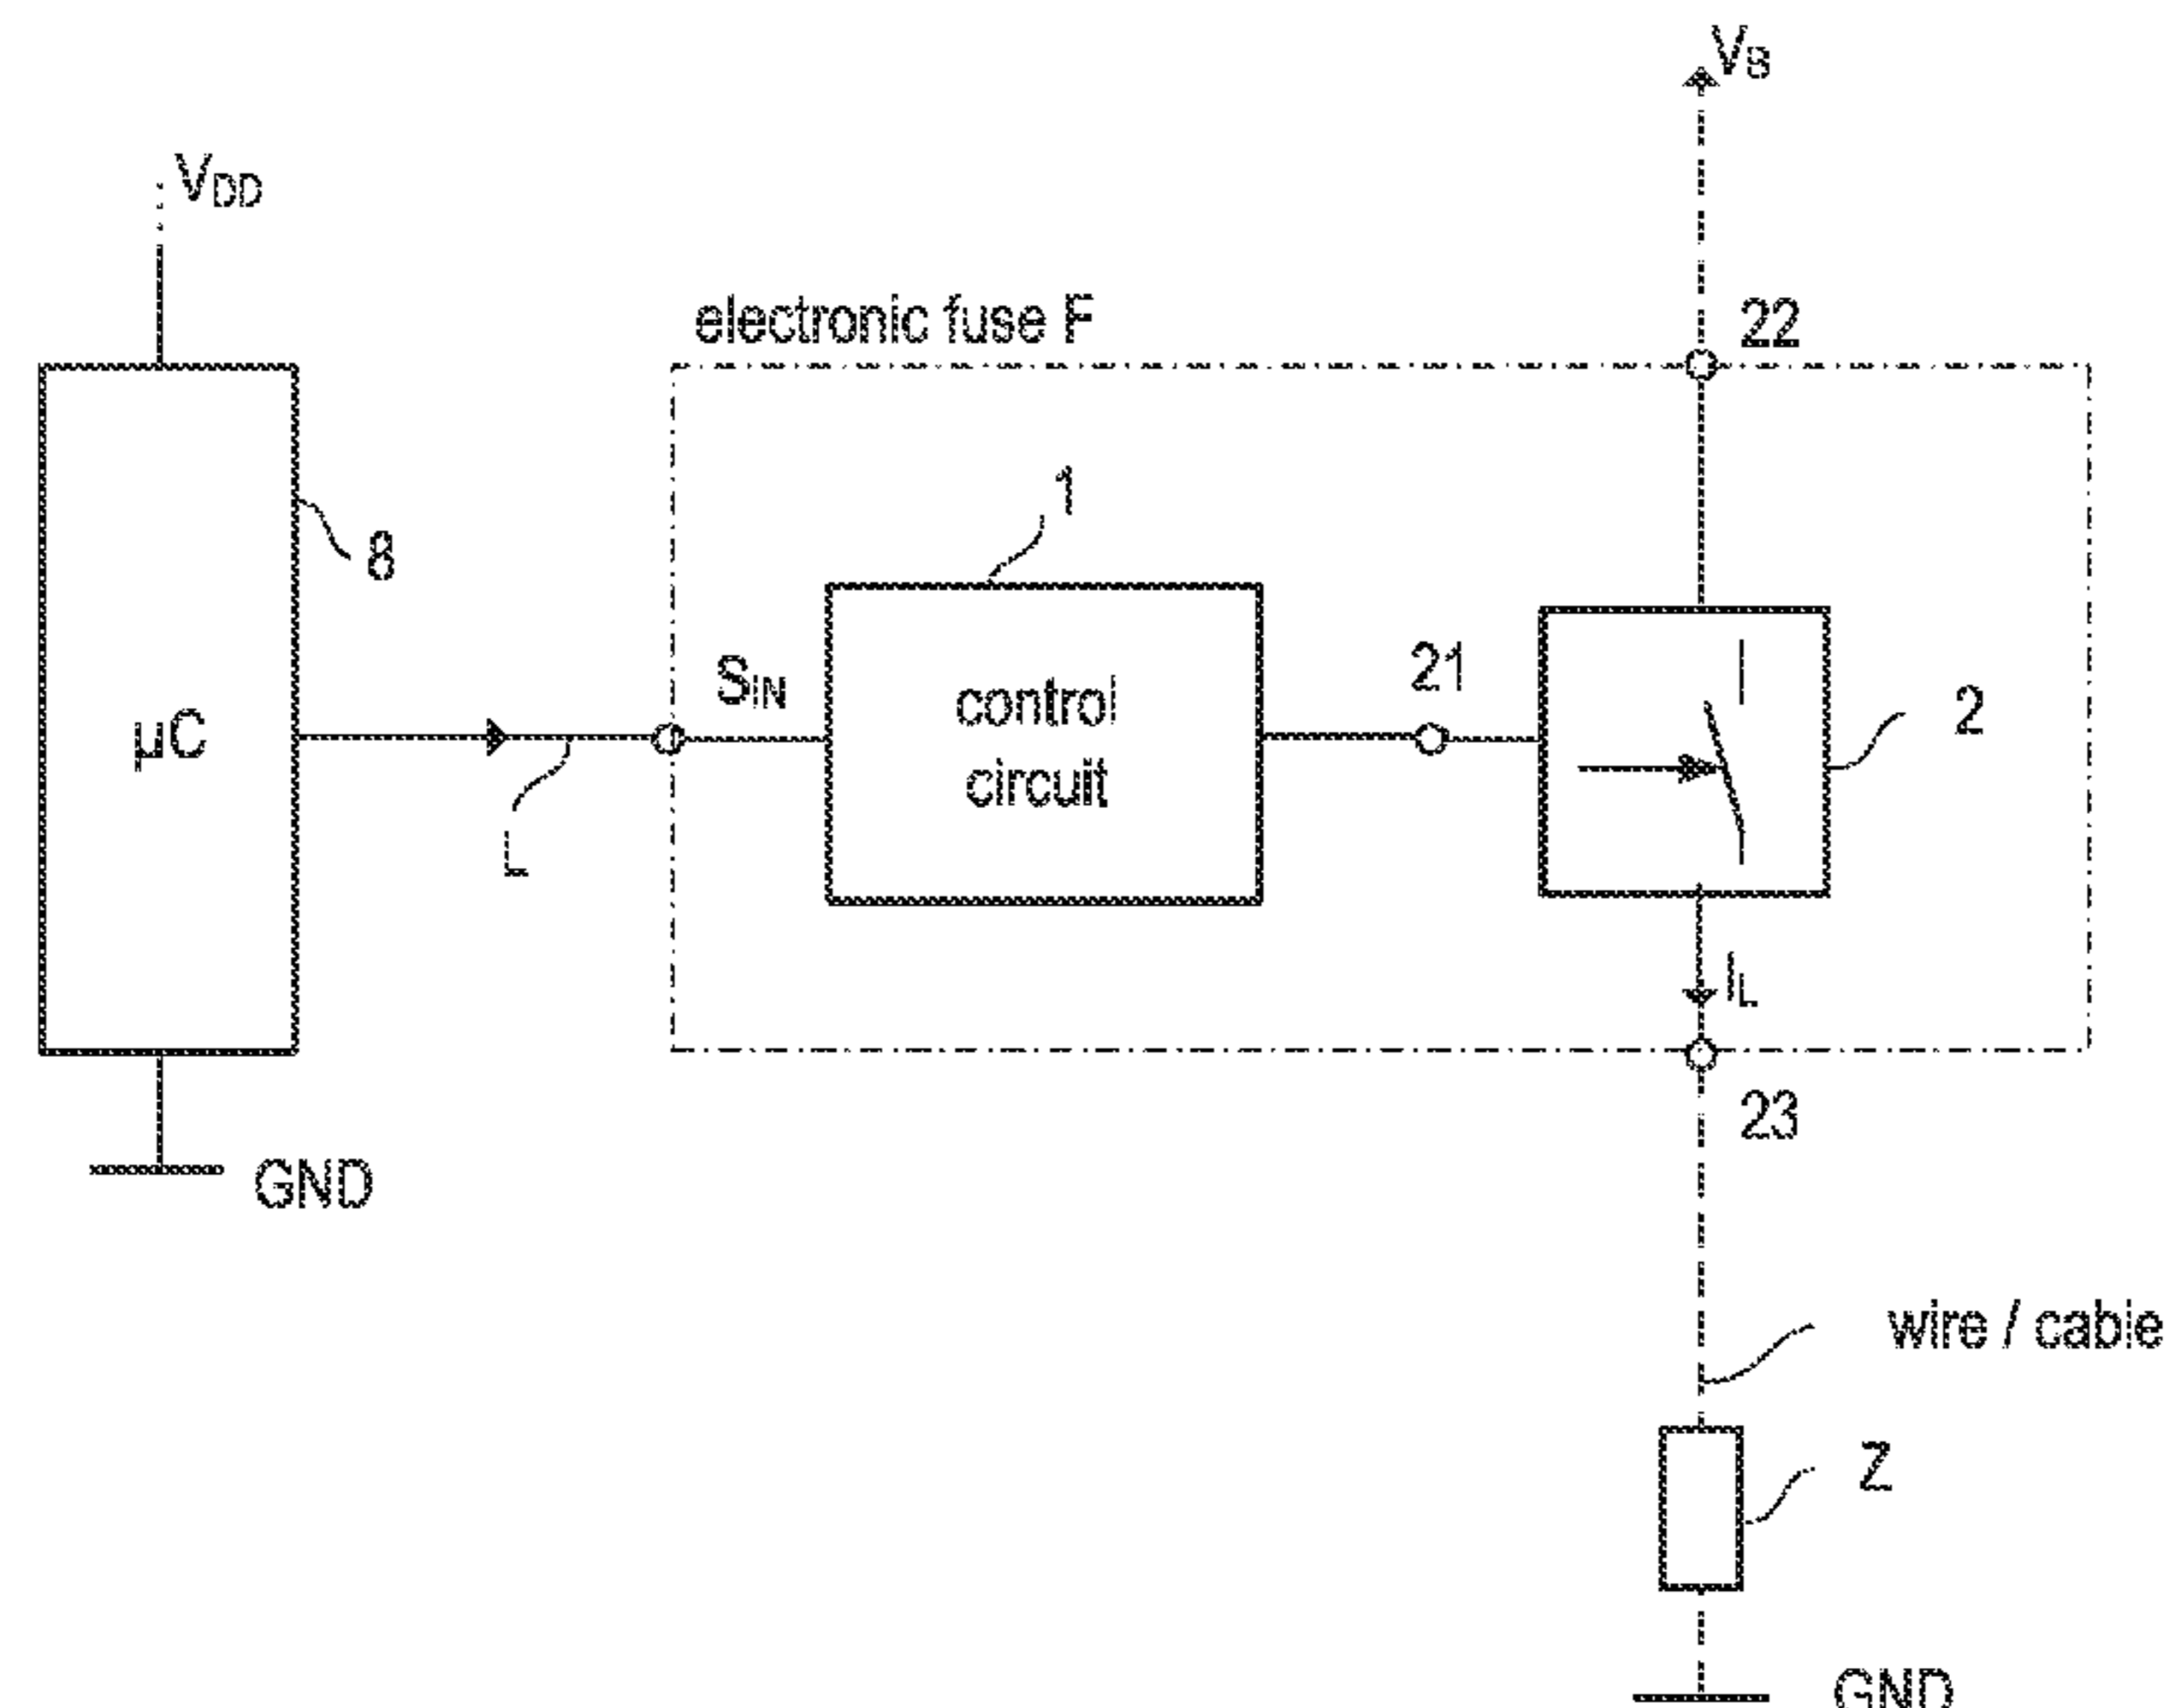 VB
VDD
electronic fuse F
22
1
8
SIN
21
2
control
circuit
µC
L
IL
23
GND
wire / cable
Z
GND